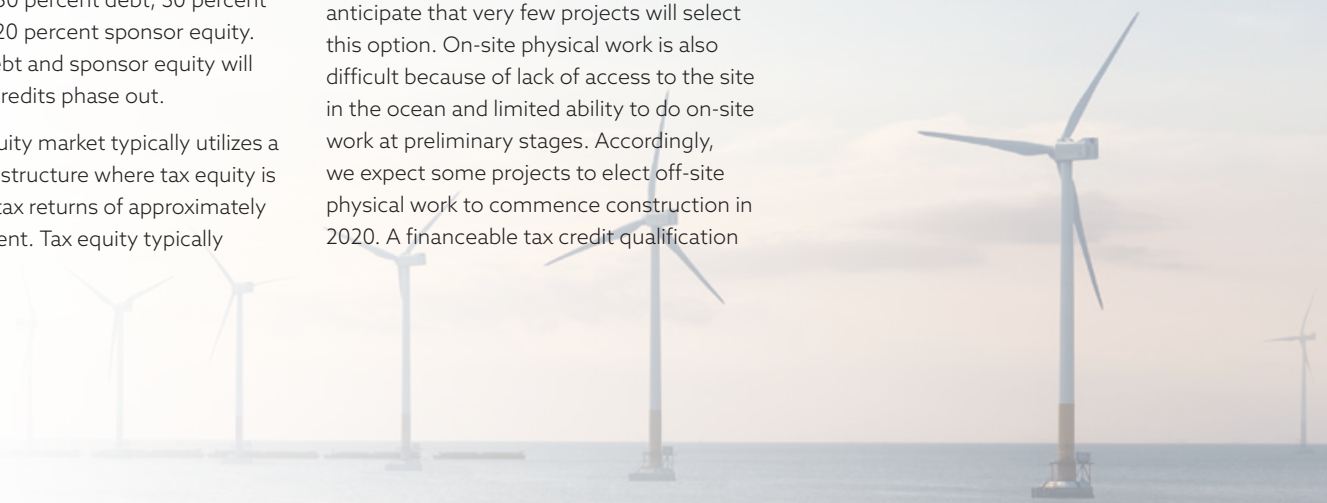 percent debt, 50 percent
20 percent sponsor equity.
and sponsor equity will
phase out.
market typically utilizes a
structure where tax equity is
tax returns of approximately
Tax equity typically
anticipate that very few projects will select
this option. On-site physical work is also
difficult because of lack of access to the site
in the ocean and limited ability to do on-site
work at preliminary stages. Accordingly,
we expect some projects to elect off-site
physical work to commence construction in
2020. A financeable tax credit qualification